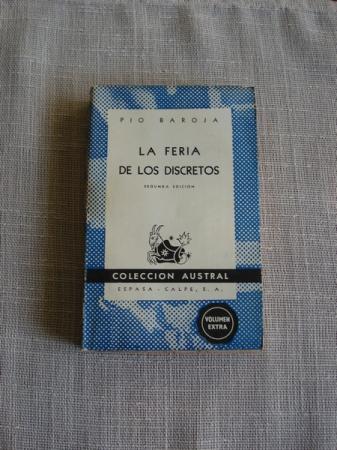 PIO BAROJA
LA FERIA
DE LOS DISCRETOS
SEGUNDA EDICION
COLECCION AUSTRAL
ESPASA - CALPE, S. A.
VOLUMEN
EXTRA